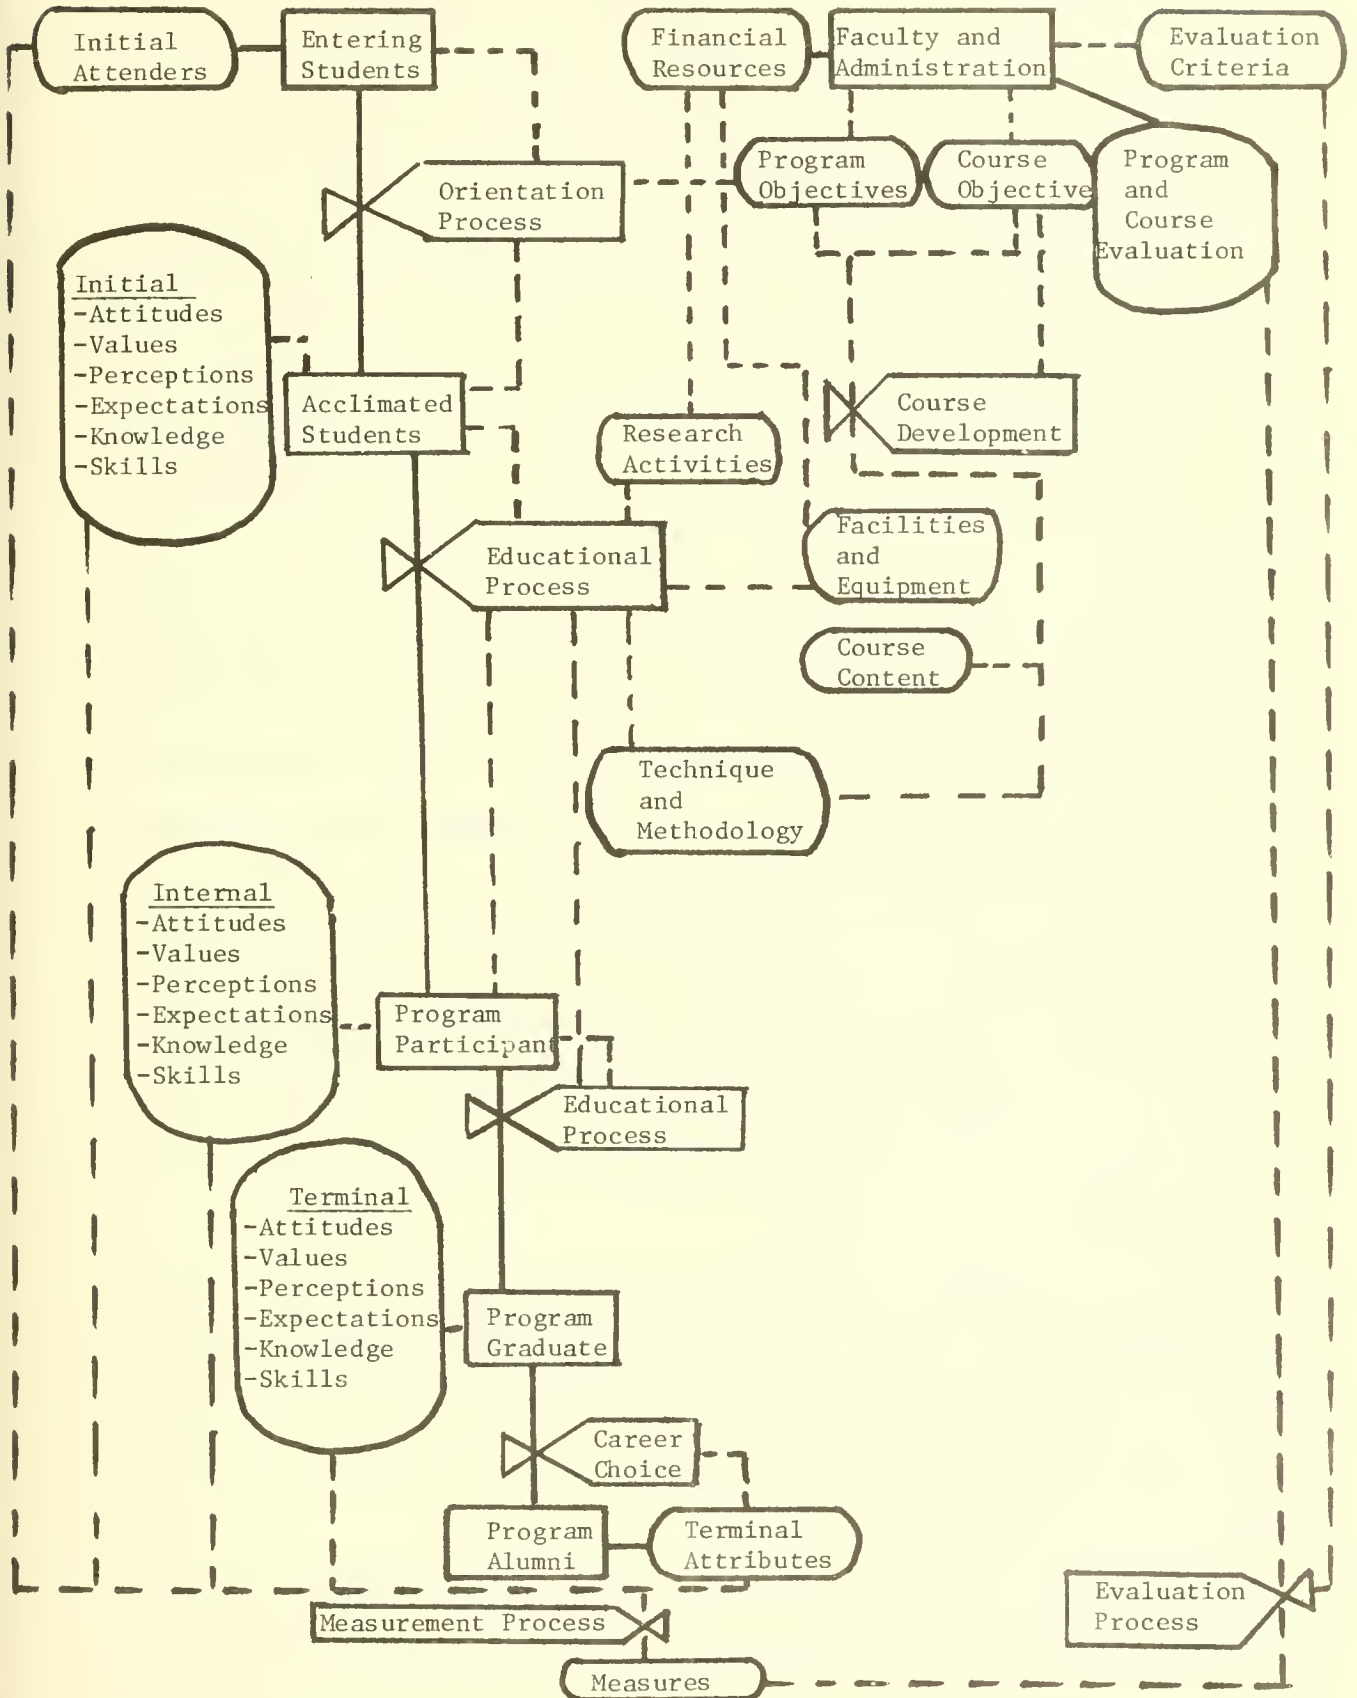 Initial
Attenders
Entering
Students
Financial
Resources
Faculty and
Administration
Evaluation
Criteria
Orientation
Process
Program
Objectives
Course
Objective
Program
and
Course
Evaluation
Initial
-Attitudes
-Values
-Perceptions
-Expectations
-Knowledge
-Skills
Acclimated
Students
Research
Activities
Course
Development
Educational
Process
Facilities
and
Equipment
Course
Content
Technique
and
Methodology
Internal
-Attitudes
-Values
-Perceptions
-Expectations
-Knowledge
-Skills
Program
Participant
Educational
Process
Terminal
-Attitudes
-Values
-Perceptions
-Expectations
-Knowledge
-Skills
Program
Graduate
Career
Choice
Program
Alumni
Terminal
Attributes
Measurement Process
Measures
Evaluation
Process